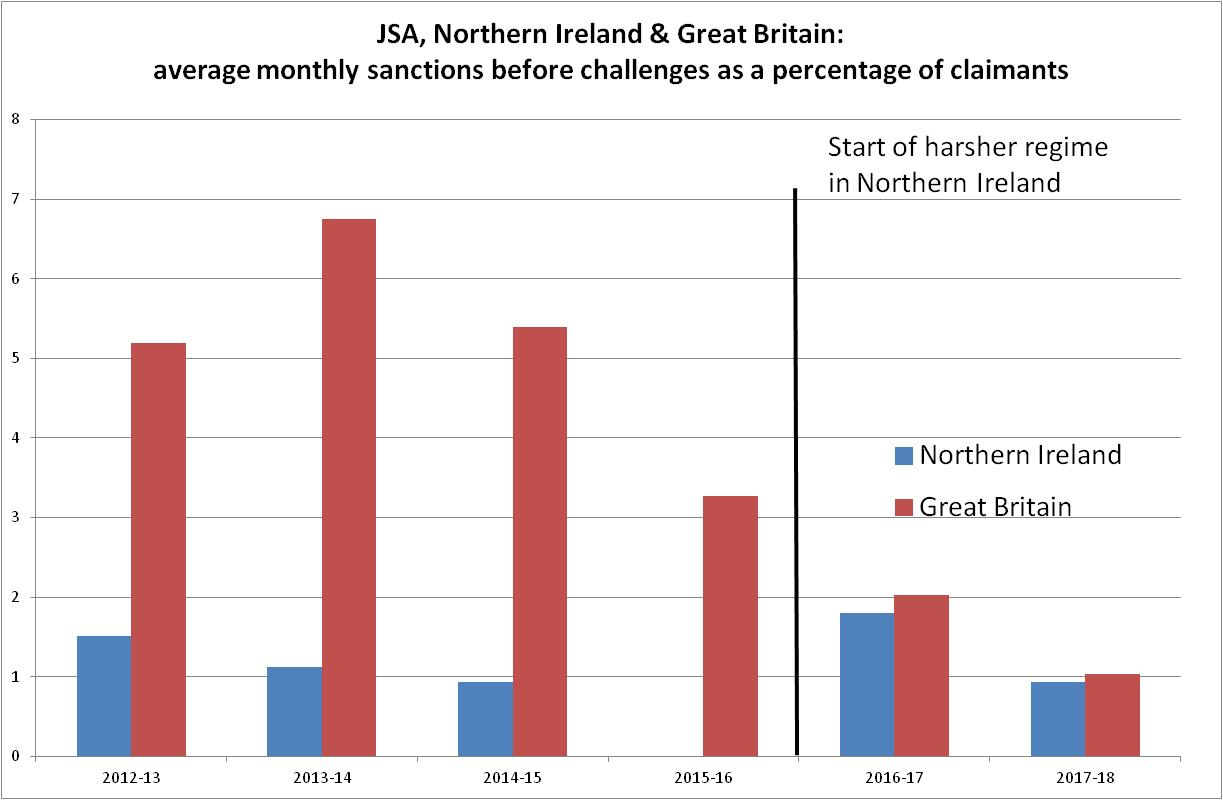 JSA, Northern Ireland & Great Britain:
average monthly sanctions before challenges as a percentage of claimants
8
Start of harsher regime
in Northern Ireland
7
6
5
4
Northern Ireland
Great Britain
3
2
1
0
2012-13 2013-14 2014-15 2015-16 2016-17 2017-18